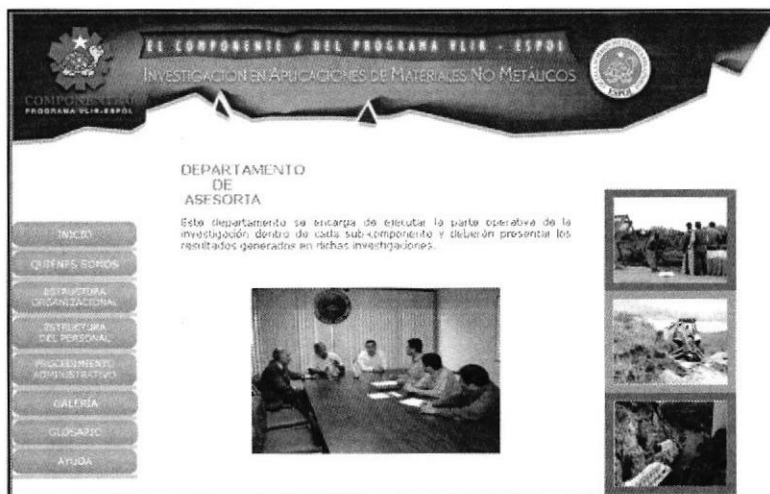 EL COMPONENTE 6 DEL PROGRAMA VLIR - ESPOL
INVESTIGACIÓN EN APLICACIONES DE MATERIALES NO METÁLICOS
COMPONENTE 6
PROGRAMA VLIR-ESPOL
ESPOL
DEPARTAMENTO
DE
ASESORIA
Este departamento se encarga de ejecutar la parte operativa de la
investigación dentro de cada sub-componente y deberán presentar los
resultados generados en dichas investigaciones.
INICIO
QUIENES SOMOS
ESTRUCTURA
ORGANIZACIONAL
ESTRUCTURA
DEL PERSONAL
PROCEDIMIENTO
ADMINISTRATIVO
GALERÍA
GLOSARIO
AYUDA